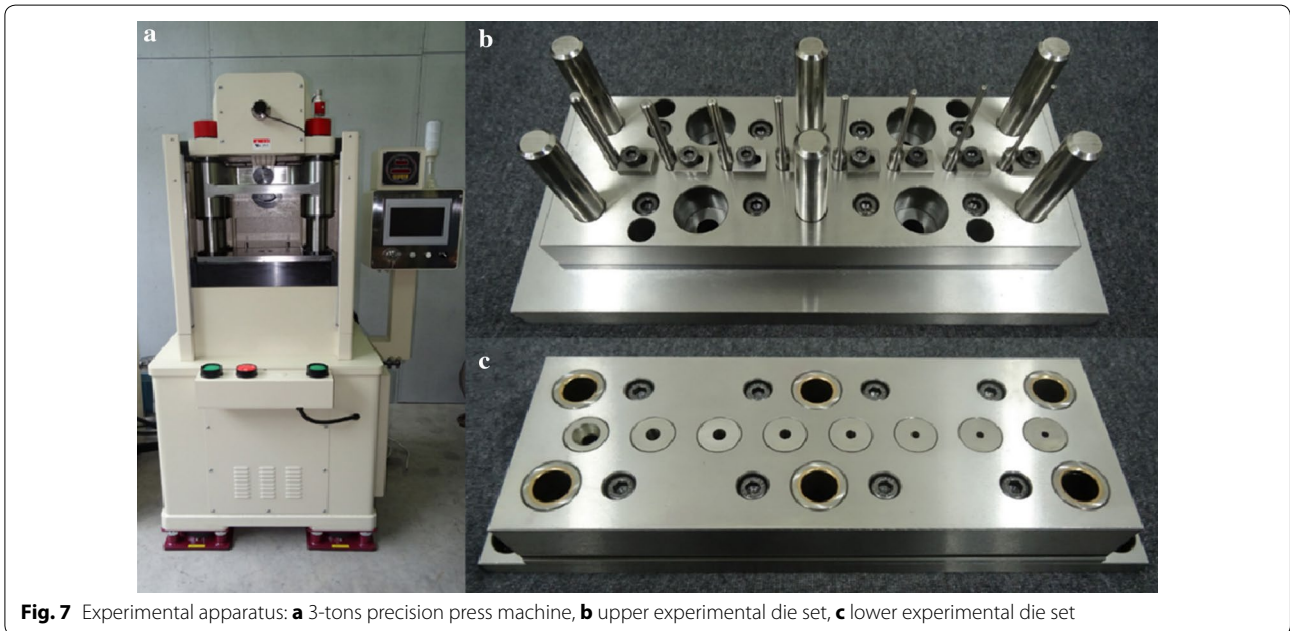 a
b
c
Fig. 7 Experimental apparatus: a 3-tons precision press machine, b upper experimental die set, c lower experimental die set